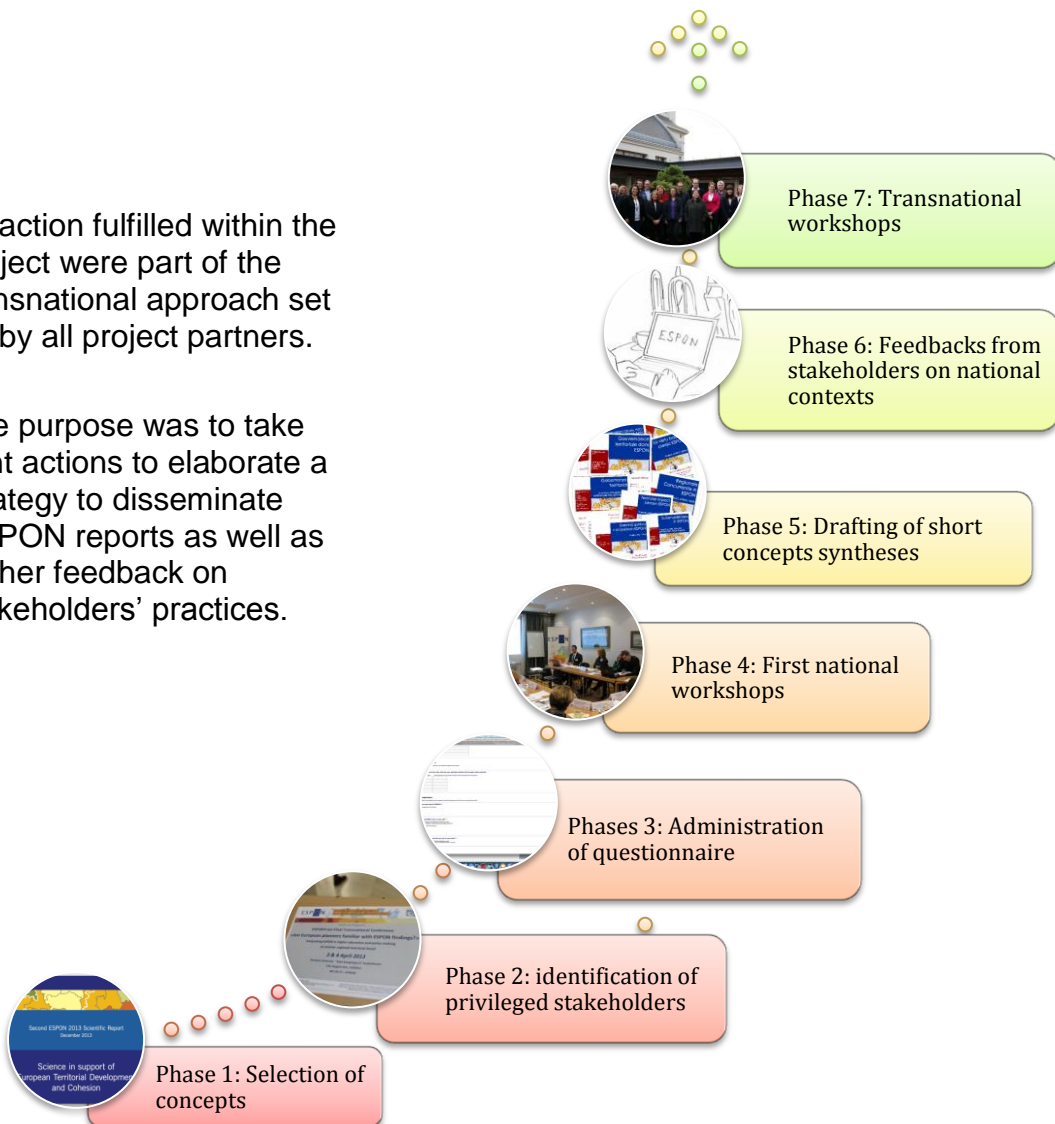 action fulfilled within the
ject were part of the
nsnational approach set
by all project partners.
e purpose was to take
nt actions to elaborate a
ategy to disseminate
SPON reports as well as
her feedback on
keholders’ practices.
Phase 7: Transnational
workshops
ESPON
Phase 6: Feedbacks from
stakeholders on national
contexts
Phase 5: Drafting of short
concepts syntheses
Phase 4: First national
workshops
Phases 3: Administration
of questionnaire
Phase 2: identification of
privileged stakeholders
Second ESPON 2013 Scientific Report
December 2013
Science in support of
European Territorial Development
and Cohesion
Phase 1: Selection of
concepts